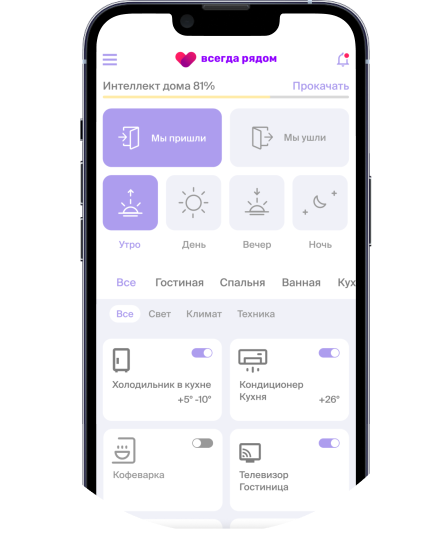 всегда рядом
Интеллект дома 81% Прокачать
Мы пришли Мы ушли
Утро День Вечер Ночь
Все Гостиная Спальня Ванная Кух
Все Свет Климат Техника
Холодильник в кухне
+5° -10°
Кондиционер
Кухня +26°
Кофеварка
Телевизор
Гостиница